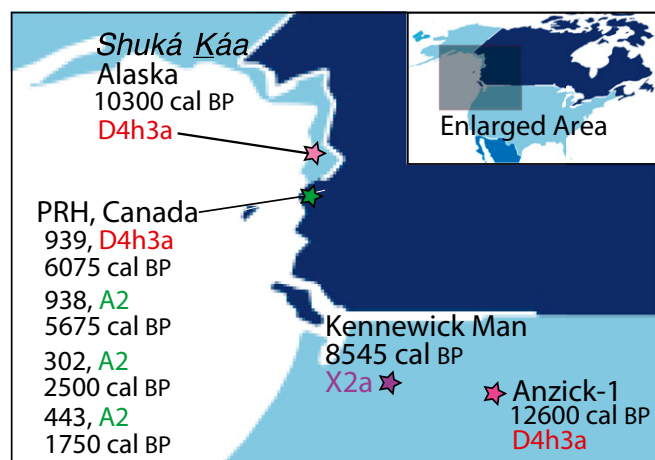 Shuká Ḵáa
Alaska
10300 cal BP
D4h3a
Enlarged Area
PRH, Canada
939, D4h3a
6075 cal BP
938, A2
5675 cal BP
302, A2
2500 cal BP
443, A2
1750 cal BP
Kennewick Man
8545 cal BP
X2a
Anzick-1
12600 cal BP
D4h3a